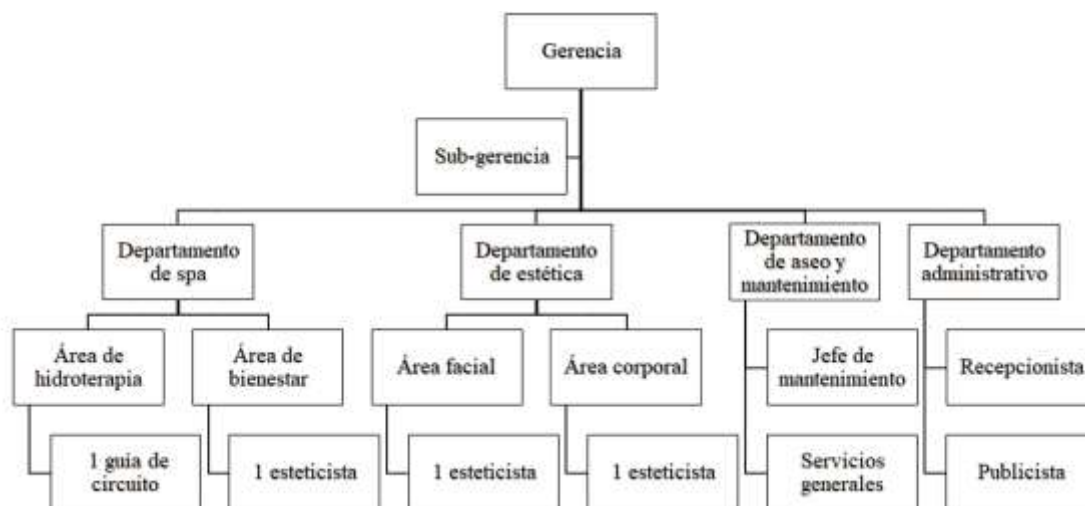 Gerencia
Sub-gerencia
Departamento
de spa
Departamento
de estética
Departamento
de aseo y
mantenimiento
Departamento
administrativo
Área de
hidroterapia
Área de
bienestar
Área facial
Área corporal
Jefe de
mantenimiento
Recepcionista
1 guia de
circuito
1 esteticista
1 esteticista
1 esteticista
Servicios
generales
Publicista